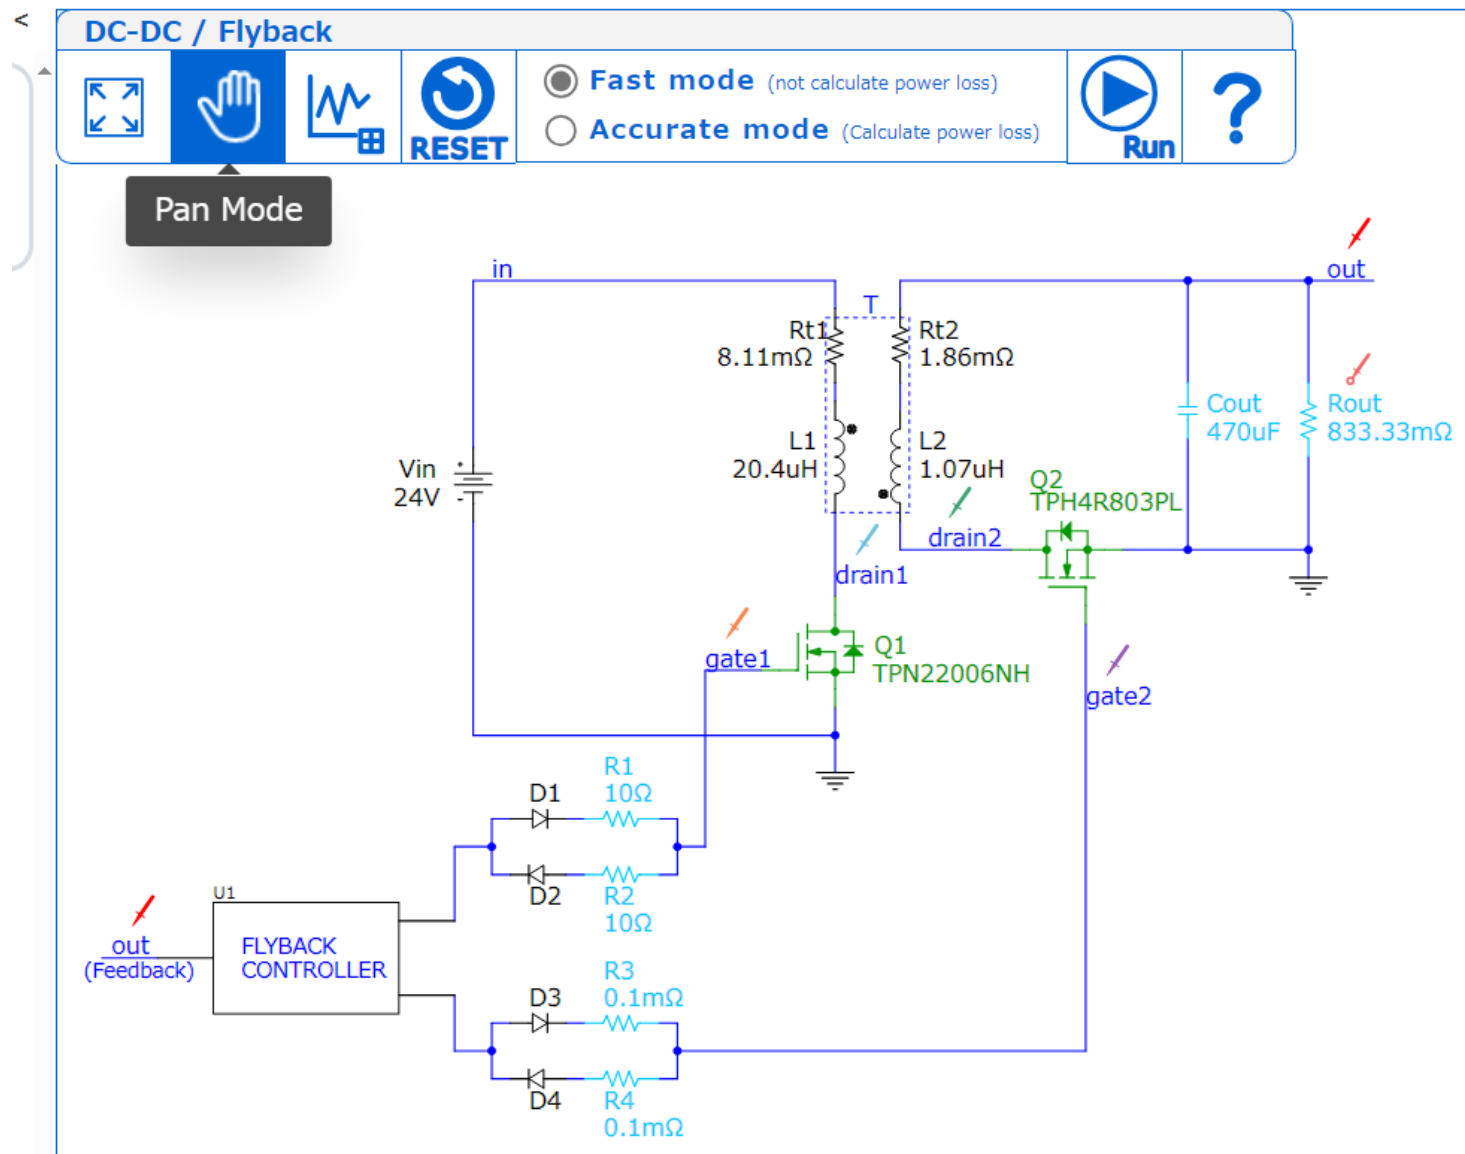 <
DC-DC / Flyback
Fast mode (not calculate power loss)
Accurate mode (Calculate power loss)
RESET
Run
?
Pan Mode
in
out
T
Rt1
8.11mΩ
Rt2
1.86mΩ
Cout
470uF
Rout
833.33mΩ
L1
20.4uH
L2
1.07uH
Vin
24V
+
-
Q2
TPH4R803PL
drain2
drain1
gate1
Q1
TPN22006NH
gate2
R1
10Ω
D1
D2
R2
10Ω
U1
out
(Feedback)
FLYBACK
CONTROLLER
R3
0.1mΩ
D3
D4
R4
0.1mΩ